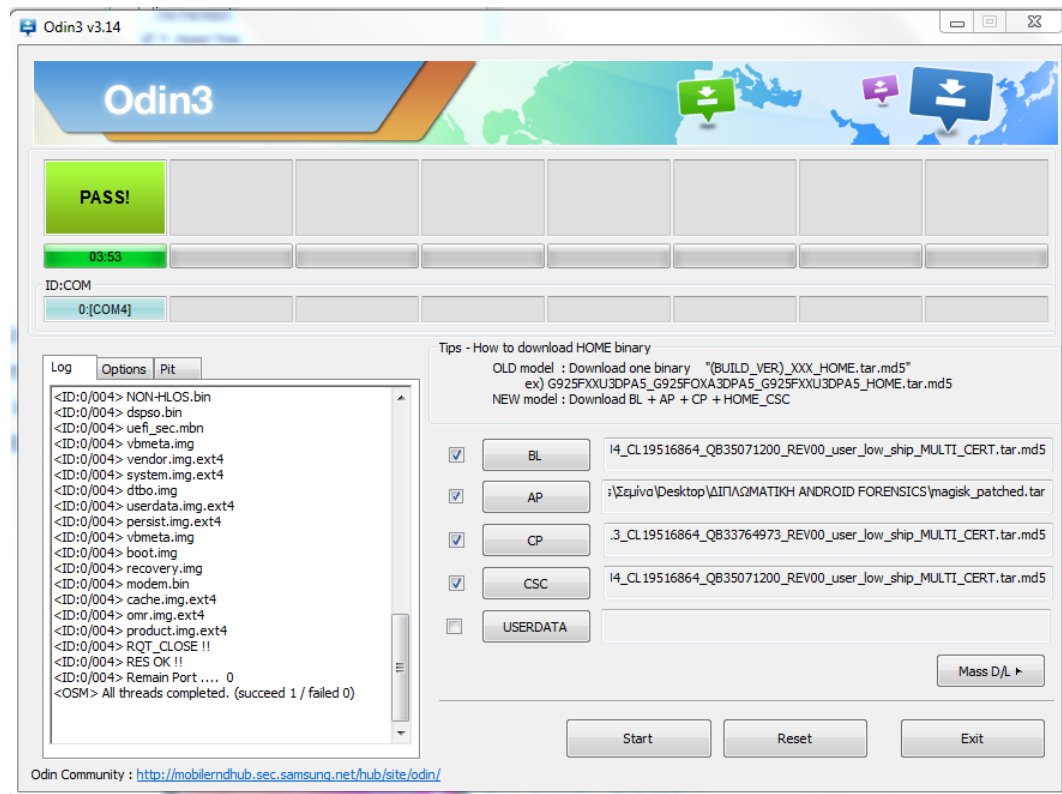 Odin3 v3.14
Odin3
PASS!
03:53
ID:COM
0:[COM4]
Log
Options
Pit
<ID:0/004> NON-HLOS.bin
<ID:0/004> dspso.bin
<ID:0/004> uefi_sec.mbn
<ID:0/004> vbmeta.img
<ID:0/004> vendor.img.ext4
<ID:0/004> system.img.ext4
<ID:0/004> dtbo.img
<ID:0/004> userdata.img.ext4
<ID:0/004> persist.img.ext4
<ID:0/004> vbmeta.img
<ID:0/004> boot.img
<ID:0/004> recovery.img
<ID:0/004> modem.bin
<ID:0/004> cache.img.ext4
<ID:0/004> omr.img.ext4
<ID:0/004> product.img.ext4
<ID:0/004> RQT_CLOSE !!
<ID:0/004> RES OK !!
<ID:0/004> Remain Port .... 0
<OSM> All threads completed. (succeed 1 / failed 0)
Tips - How to download HOME binary
OLD model : Download one binary "(BUILD_VER)_XXX_HOME.tar.md5"
ex) G925FXXU3DPA5_G925FOXA3DPA5_G925FXXU3DPA5_HOME.tar.md5
NEW model : Download BL + AP + CP + HOME_CSC
BL
I4_CL19516864_QB35071200_REV00_user_low_ship_MULTI_CERT.tar.md5
AP
s\Σεμίνα\Desktop\ΔΙΠΛΩΜΑΤΙΚΗ ANDROID FORENSICS\magisk_patched.tar
CP
.3_CL19516864_QB33764973_REV00_user_low_ship_MULTI_CERT.tar.md5
CSC
I4_CL19516864_QB35071200_REV00_user_low_ship_MULTI_CERT.tar.md5
USERDATA
Mass D/L
Start
Reset
Exit
Odin Community : http://mobilerndhub.sec.samsung.net/hub/site/odin/